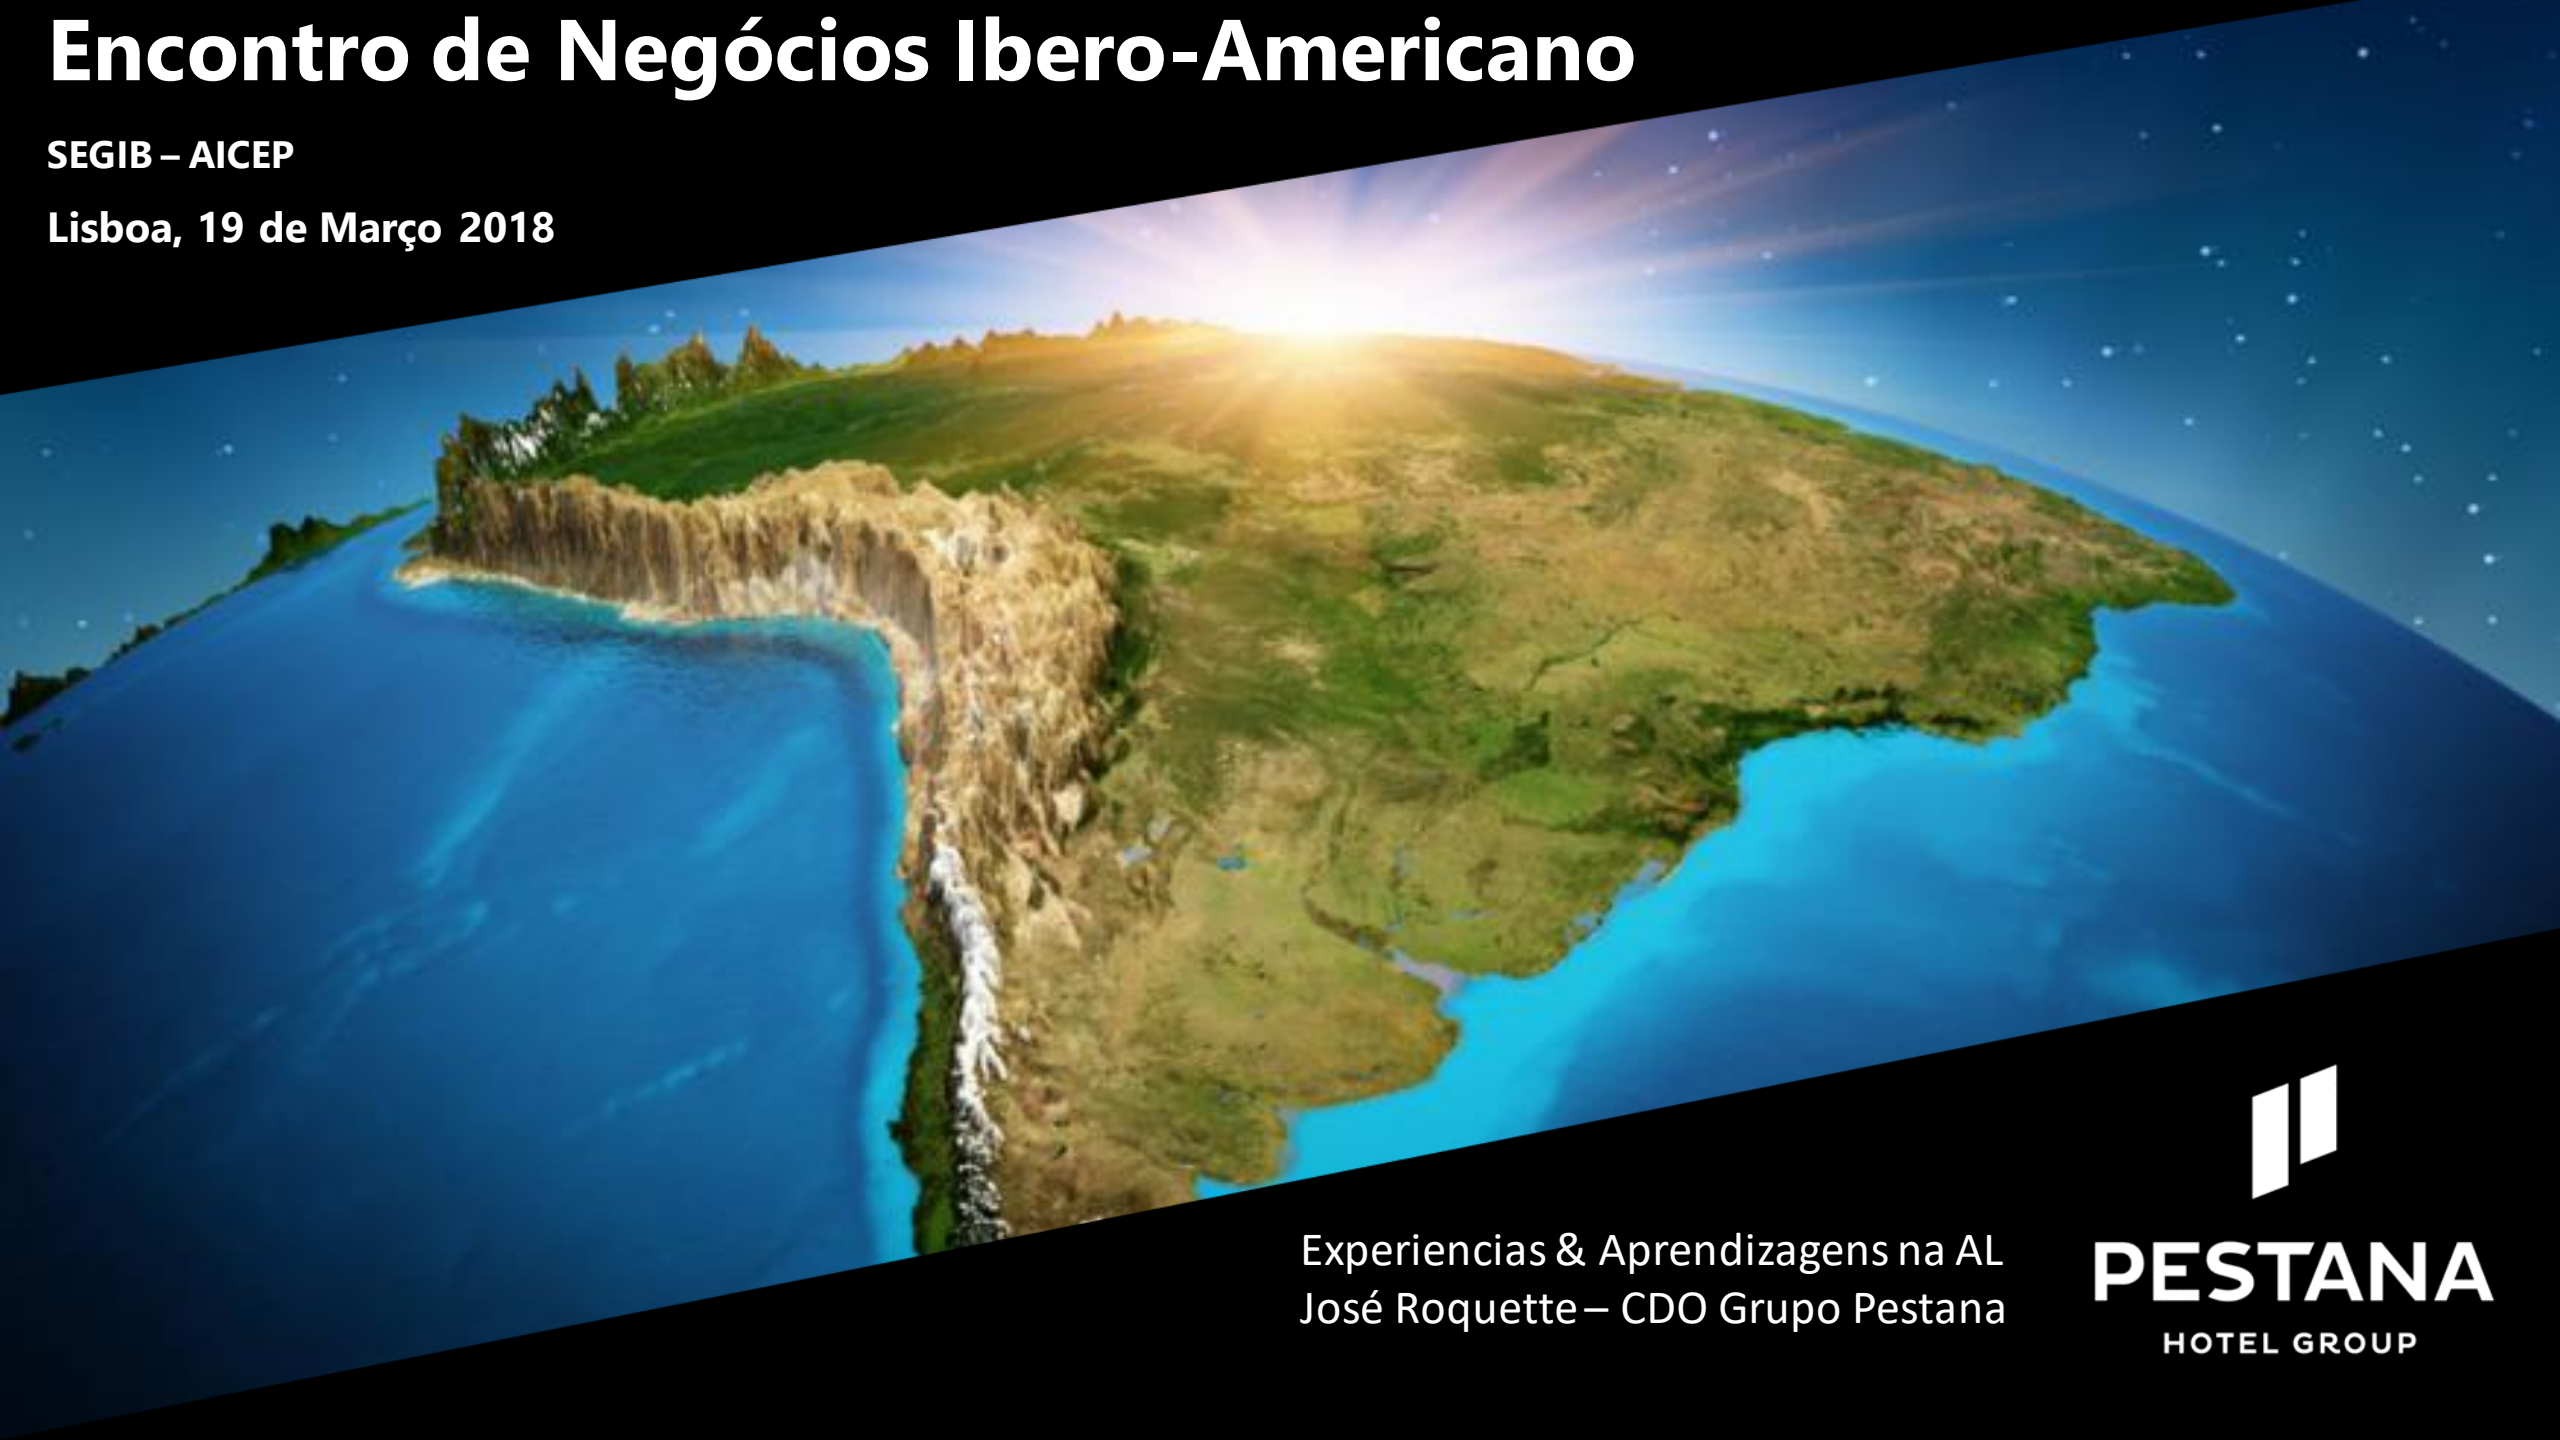 Encontro de Negócios Ibero-Americano
SEGIB – AICEP
Lisboa, 19 de Março 2018
Experiencias & Aprendizagens na AL
José Roquette – CDO Grupo Pestana
PESTANA
HOTEL GROUP